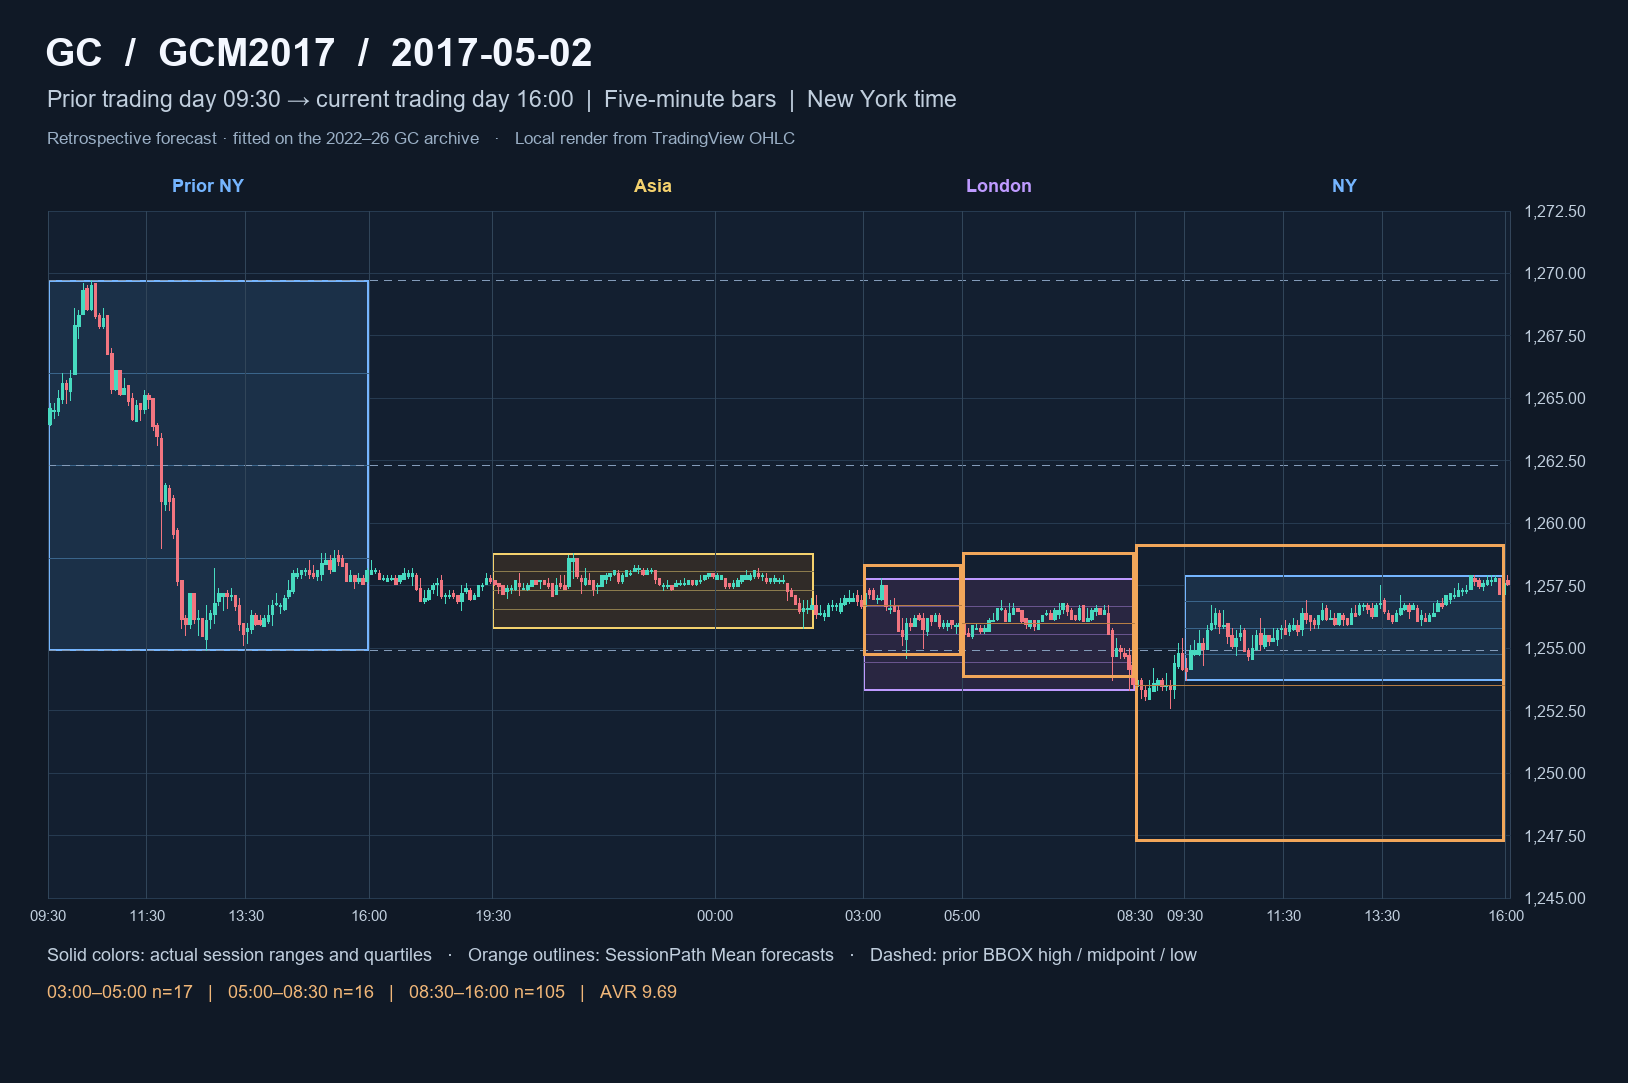 GC / GCM2017 / 2017-05-02
Prior trading day 09:30 → current trading day 16:00 | Five-minute bars | New York time
Retrospective forecast · fitted on the 2022–26 GC archive · Local render from TradingView OHLC
Prior NY Asia London NY
1,272.50
1,270.00
1,267.50
1,265.00
1,262.50
1,260.00
1,257.50
1,255.00
1,252.50
1,250.00
1,247.50
1,245.00
09:30 11:30 13:30 16:00 19:30 00:00 03:00 05:00 08:30 09:30 11:30 13:30 16:00
Solid colors: actual session ranges and quartiles · Orange outlines: SessionPath Mean forecasts · Dashed: prior BBOX high / midpoint / low
03:00–05:00 n=17 | 05:00–08:30 n=16 | 08:30–16:00 n=105 | AVR 9.69